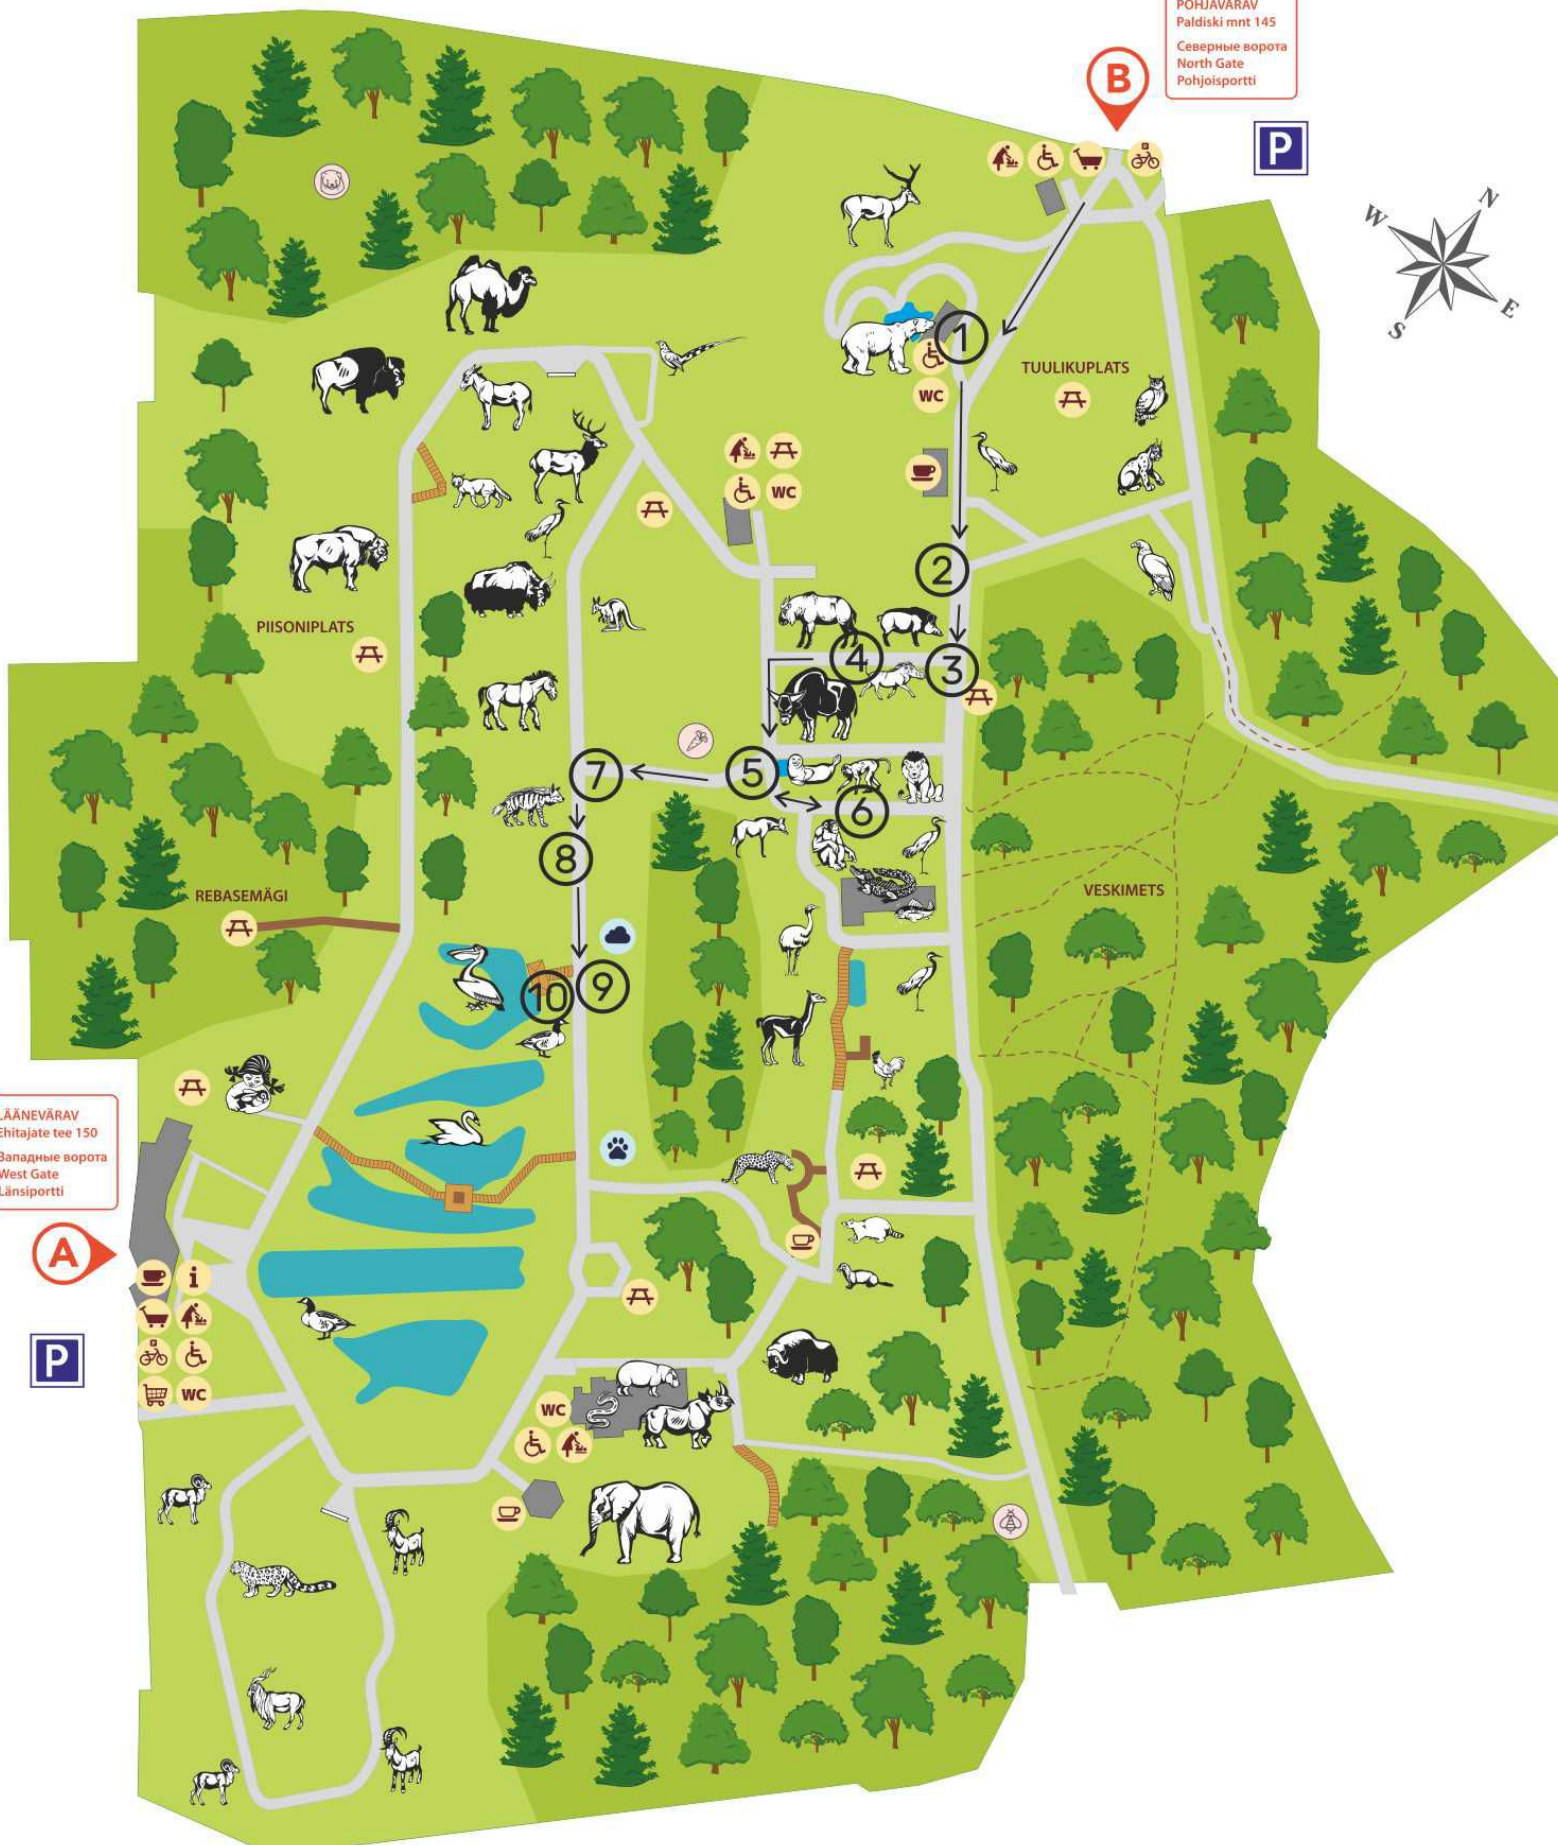 POHJAVÄRAV
Paldiski mnt 145
Северные ворота
North Gate
Pohjoisportti
B
P
N
W
E
S
1
TUULIKUPLATS
WC
WC
2
PIISONIPLATS
4
3
5
7
6
8
REBASEMÄGI
VESKIMETS
10
9
LÄÄNEVÄRAV
Ehitajate tee 150
Западные ворота
West Gate
Länsiportti
A
i
P
WC
WC